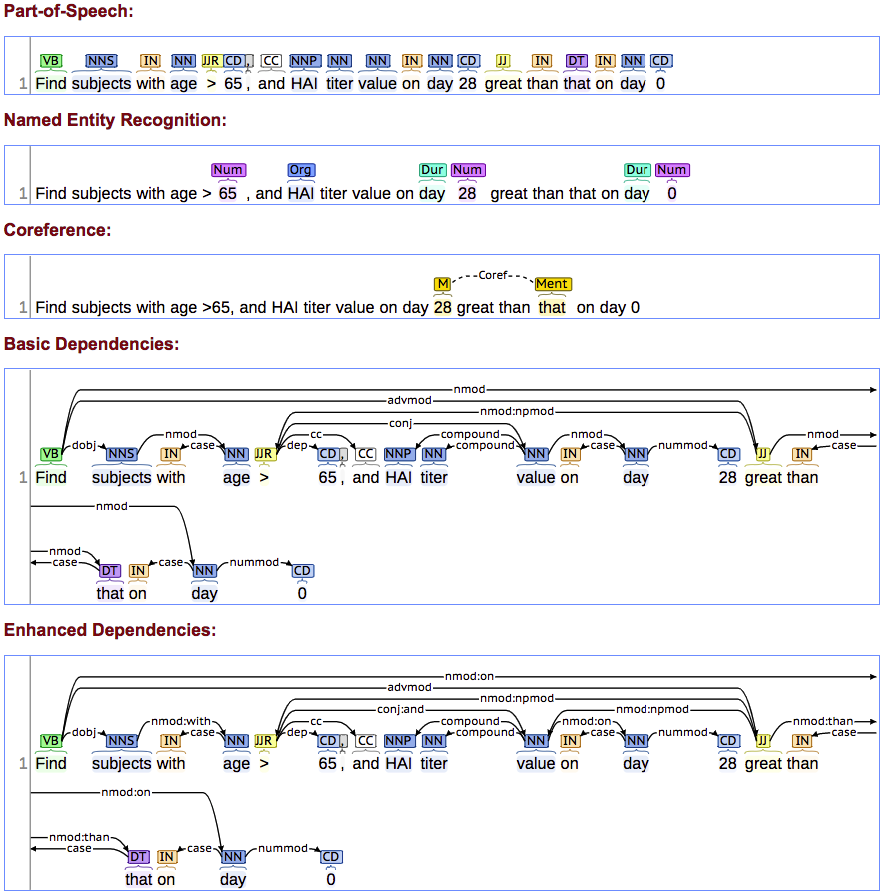 Part-of-Speech:
VB NNS IN NN JJR CD , CC NNP NN NN IN NN CD JJ IN DT IN NN CD
1 Find subjects with age > 65 , and HAI titer value on day 28 great than that on day 0
Named Entity Recognition:
Num Org Dur Num Dur Num
1 Find subjects with age > 65 , and HAI titer value on day 28 great than that on day 0
Coreference:
M Coref Ment
1 Find subjects with age >65, and HAI titer value on day 28 great than that on day 0
Basic Dependencies:
nmod
advmod
nmod:npmod
conj
dobj nmod case dep cc compound compound nmod case nummod nmod case
VB NNS IN NN JJR CD , CC NNP NN NN IN NN CD JJ IN
1 Find subjects with age > 65 , and HAI titer value on day 28 great than
nmod
nmod case case nummod
DT IN NN CD
that on day 0
Enhanced Dependencies:
nmod:on
advmod
nmod:npmod
conj:and nmod:npmod
dobj nmod:with case dep cc compound compound nmod:on case nummod nmod:than case
VB NNS IN NN JJR CD , CC NNP NN NN IN NN CD JJ IN
1 Find subjects with age > 65 , and HAI titer value on day 28 great than
nmod:on
nmod:than case case nummod
DT IN NN CD
that on day 0